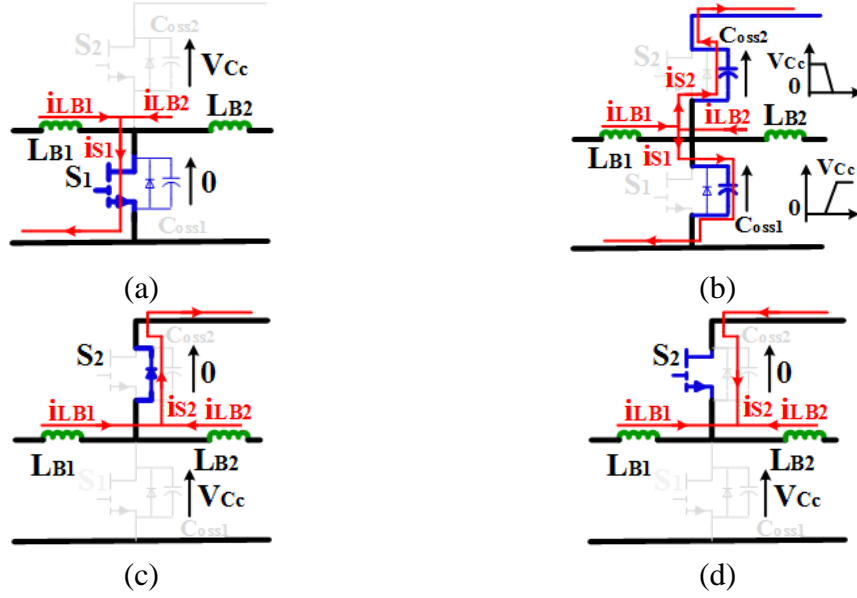 Coss2
S2
VCc
iLB1
iLB2
LB2
LB1
iS1
S1
0
Coss1
(a)
Coss2
S2
VCc
0
iS2
iLB1
iLB2
LB2
LB1
iS1
S1
VCc
0
Coss1
(b)
Coss2
S2
0
iLB1
iS2
iLB2
LB1
LB2
S1
VCc
Coss1
(c)
Coss2
S2
0
iLB1
iS2
iLB2
LB1
LB2
S1
VCc
Coss1
(d)